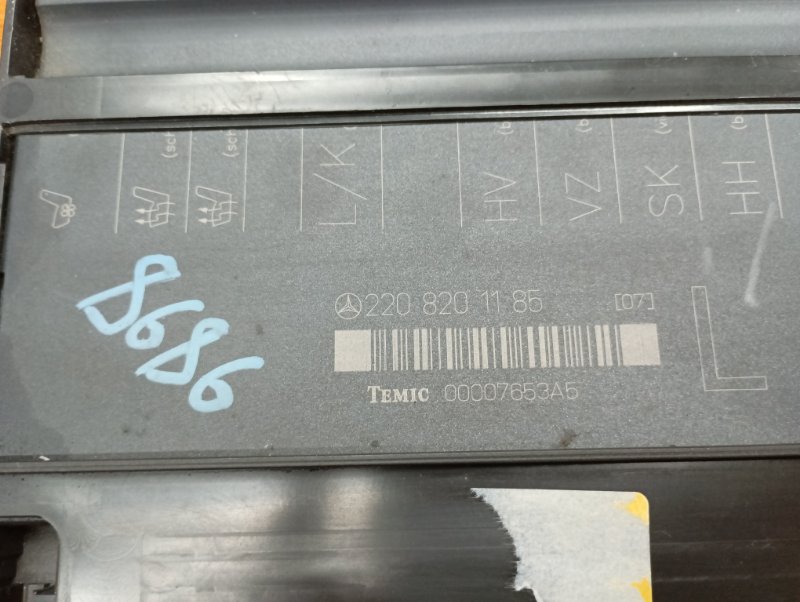 L/K
HV
VZ
SK
HH
8686
220 820 11 85 [07]
L
TEMIC 00007653A5